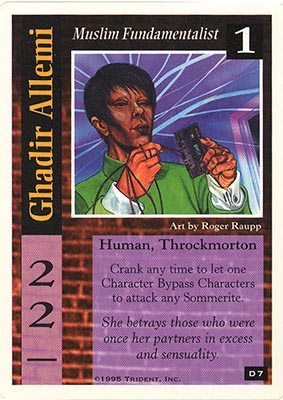 Muslim Fundamentalist
1
Ghadir Allemi
Art by Roger Raupp
Human, Throckmorton
2
2
|
Crank any time to let one
Character Bypass Characters
to attack any Sommerite.
She betrays those who were
once her partners in excess
and sensuality.
©1995 TRIDENT, INC.
D 7